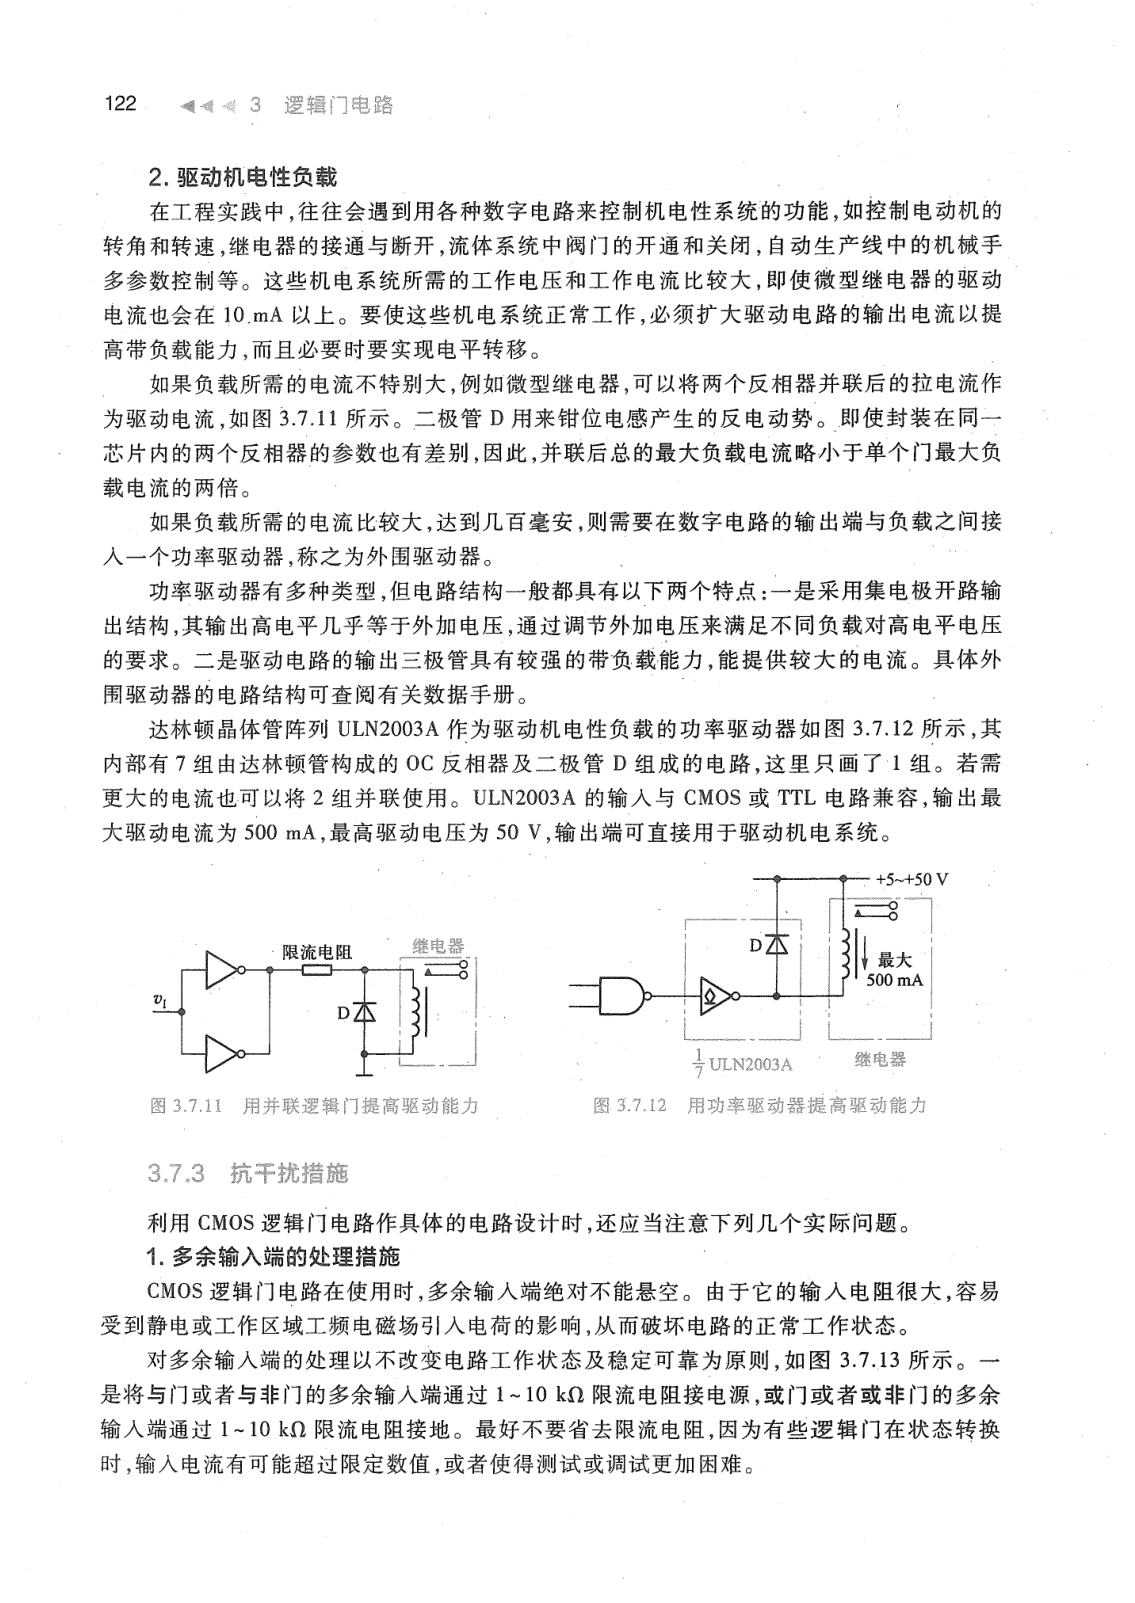 122 3 逻辑门电路
2. 驱动机电性负载
在工程实践中,往往会遇到用各种数字电路来控制机电性系统的功能,如控制电动机的
转角和转速,继电器的接通与断开,流体系统中阀门的开通和关闭,自动生产线中的机械手
多参数控制等。这些机电系统所需的工作电压和工作电流比较大,即使微型继电器的驱动
电流也会在 10 mA 以上。要使这些机电系统正常工作,必须扩大驱动电路的输出电流以提
高带负载能力,而且必要时要实现电平转移。
如果负载所需的电流不特别大,例如微型继电器,可以将两个反相器并联后的拉电流作
为驱动电流,如图 3.7.11 所示。二极管 D 用来钳位电感产生的反电动势。即使封装在同一
芯片内的两个反相器的参数也有差别,因此,并联后总的最大负载电流略小于单个门最大负
载电流的两倍。
如果负载所需的电流比较大,达到几百毫安,则需要在数字电路的输出端与负载之间接
入一个功率驱动器,称之为外围驱动器。
功率驱动器有多种类型,但电路结构一般都具有以下两个特点:一是采用集电极开路输
出结构,其输出高电平几乎等于外加电压,通过调节外加电压来满足不同负载对高电平电压
的要求。二是驱动电路的输出三极管具有较强的带负载能力,能提供较大的电流。具体外
围驱动器的电路结构可查阅有关数据手册。
达林顿晶体管阵列 ULN2003A 作为驱动机电性负载的功率驱动器如图 3.7.12 所示,其
内部有 7 组由达林顿管构成的 OC 反相器及二极管 D 组成的电路,这里只画了 1 组。若需
更大的电流也可以将 2 组并联使用。ULN2003A 的输入与 CMOS 或 TTL 电路兼容,输出最
大驱动电流为 500 mA,最高驱动电压为 50 V,输出端可直接用于驱动机电系统。
限流电阻
继电器
v_I
D
图 3.7.11 用并联逻辑门提高驱动能力
+5~+50 V
D
最大
500 mA
1/7 ULN2003A
继电器
图 3.7.12 用功率驱动器提高驱动能力
3.7.3 抗干扰措施
利用 CMOS 逻辑门电路作具体的电路设计时,还应当注意下列几个实际问题。
1. 多余输入端的处理措施
CMOS 逻辑门电路在使用时,多余输入端绝对不能悬空。由于它的输入电阻很大,容易
受到静电或工作区域工频电磁场引入电荷的影响,从而破坏电路的正常工作状态。
对多余输入端的处理以不改变电路工作状态及稳定可靠为原则,如图 3.7.13 所示。一
是将与门或者与非门的多余输入端通过 1~10 kΩ 限流电阻接电源,或门或者或非门的多余
输入端通过 1~10 kΩ 限流电阻接地。最好不要省去限流电阻,因为有些逻辑门在状态转换
时,输入电流有可能超过限定数值,或者使得测试或调试更加困难。